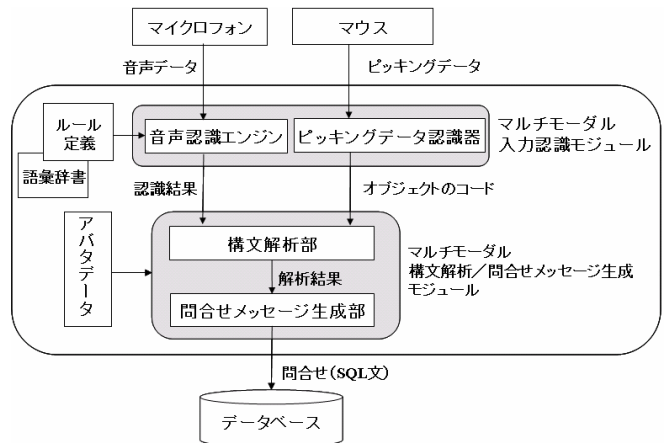 マイクロフォン
マウス
音声データ
ピッキングデータ
ルール
定義
語彙辞書
音声認識エンジン
ピッキングデータ認識器
マルチモーダル
入力認識モジュール
認識結果
オブジェクトのコード
アバタデータ
構文解析部
解析結果
問合せメッセージ生成部
マルチモーダル
構文解析／問合せメッセージ生成
モジュール
問合せ(SQL文)
データベース